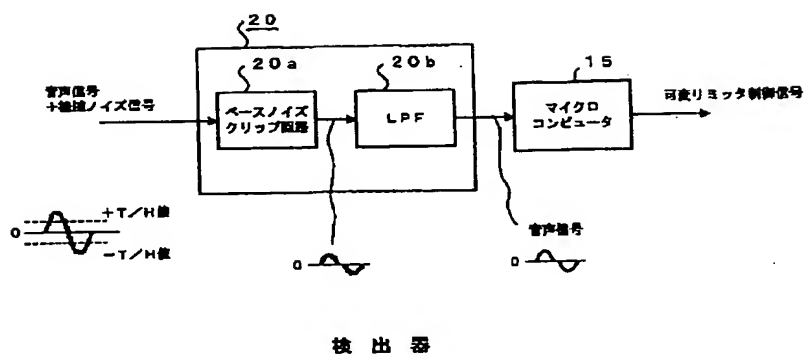 20
20a
20b
15
音声信号
+機械ノイズ信号
ベースノイズ
クリップ回路
LPF
マイクロ
コンピュータ
可変リミッタ制御信号
+T/H値
0
-T/H値
0
音声信号
0
検出器